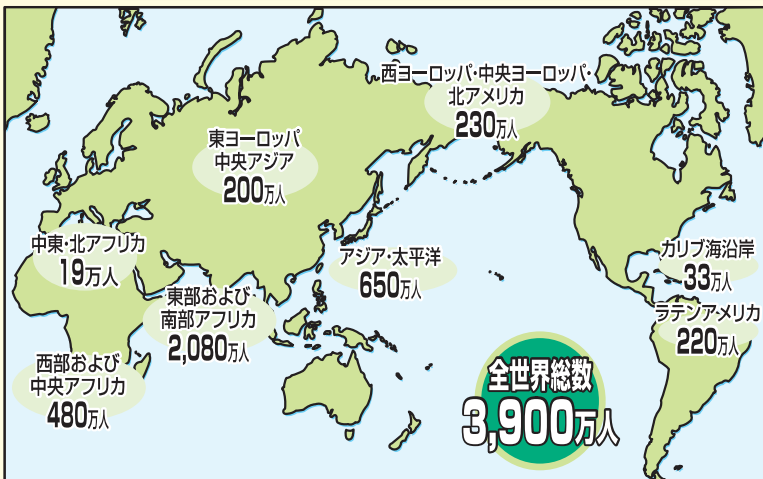 西ヨーロッパ・中央ヨーロッパ・
北アメリカ
230万人
東ヨーロッパ
中央アジア
200万人
中東・北アフリカ
19万人
アジア・太平洋
650万人
カリブ海沿岸
33万人
東部および
南部アフリカ
2,080万人
ラテンアメリカ
220万人
西部および
中央アフリカ
480万人
全世界総数
3,900万人